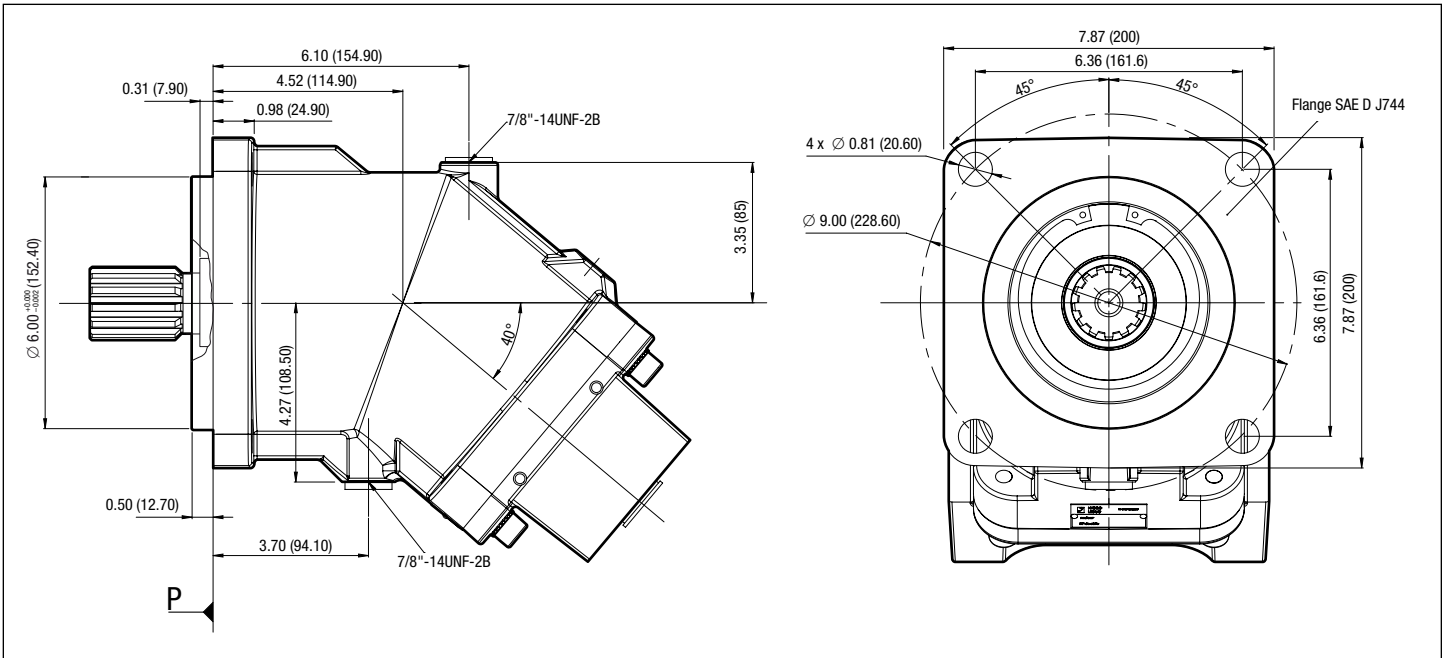 6.10 (154.90)
4.52 (114.90)
0.31 (7.90)
0.98 (24.90)
7/8"-14UNF-2B
3.35 (85)
Ø 6.00 +0.000 -0.002 (152.40)
40°
4.27 (108.50)
0.50 (12.70)
3.70 (94.10)
7/8"-14UNF-2B
P
7.87 (200)
6.36 (161.6)
45°
45°
Flange SAE D J744
4 x Ø 0.81 (20.60)
Ø 9.00 (228.60)
6.36 (161.6)
7.87 (200)